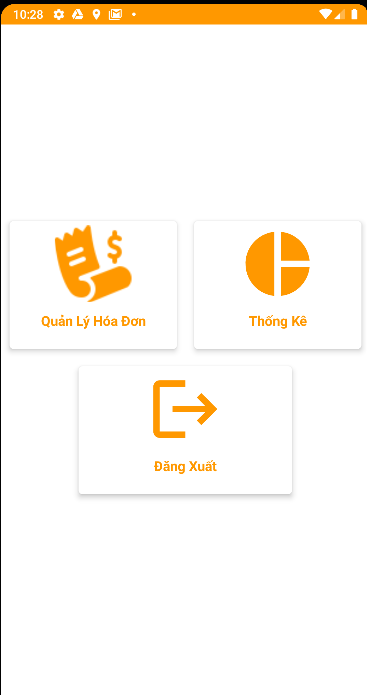 10:28
Quản Lý Hóa Đơn
Thống Kê
Đăng Xuất